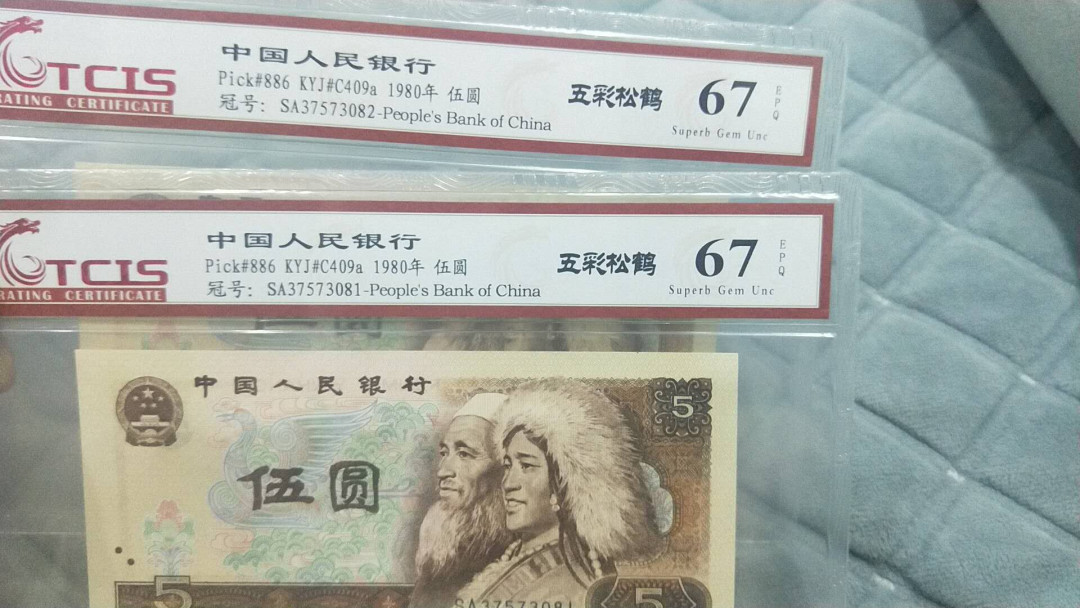 中国人民银行
Pick#886 KYJ#C409a 1980年 伍圆
冠号: SA37573082-People's Bank of China
TCIS
RATING CERTIFICATE
五彩松鹤
67
EPQ
Superb Gem Unc
中国人民银行
Pick#886 KYJ#C409a 1980年 伍圆
冠号: SA37573081-People's Bank of China
TCIS
RATING CERTIFICATE
五彩松鹤
67
EPQ
Superb Gem Unc
中国人民银行
5
伍圆
5
SA37573081
5